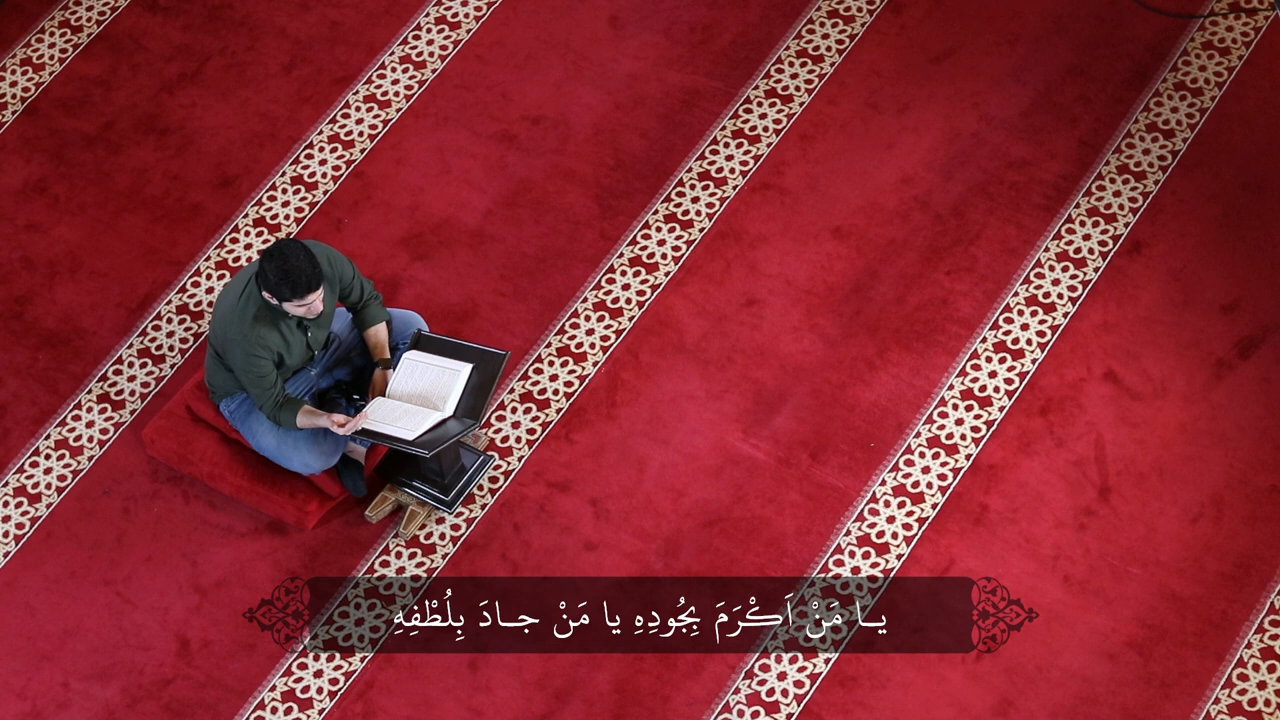 يـا مَنْ اَكْرَمَ بِجُودِهِ يا مَنْ جـادَ بِلُطْفِهِ